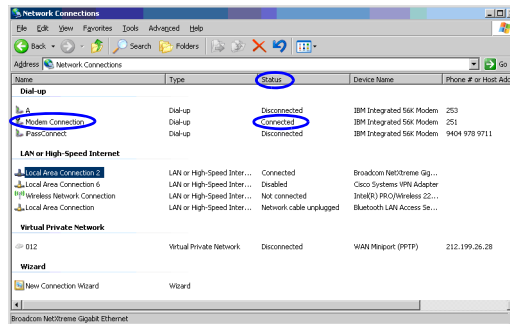 Network Connections
File Edit View Favorites Tools Advanced Help
Back Search Folders
Address Network Connections Go
Name Type Status Device Name Phone # or Host Add
Dial-up
A Dial-up Disconnected IBM Integrated 56K Modem 253
Modem Connection Dial-up Connected IBM Integrated 56K Modem 251
iPassConnect Dial-up Disconnected IBM Integrated 56K Modem 9404 978 9711
LAN or High-Speed Internet
Local Area Connection 2 LAN or High-Speed Inter... Connected Broadcom NetXtreme Gig...
Local Area Connection 6 LAN or High-Speed Inter... Disabled Cisco Systems VPN Adapter
Wireless Network Connection LAN or High-Speed Inter... Not connected Intel(R) PRO/Wireless 22...
Local Area Connection LAN or High-Speed Inter... Network cable unplugged Bluetooth LAN Access Se...
Virtual Private Network
012 Virtual Private Network Disconnected WAN Miniport (PPTP) 212.199.26.28
Wizard
New Connection Wizard Wizard
Broadcom NetXtreme Gigabit Ethernet